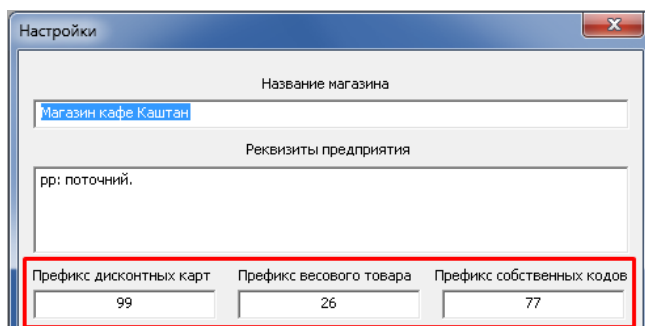 Настройки
Название магазина
Магазин кафе Каштан
Реквизиты предприятия
рр: поточний.
Префикс дисконтных карт Префикс весового товара Префикс собственных кодов
99 26 77